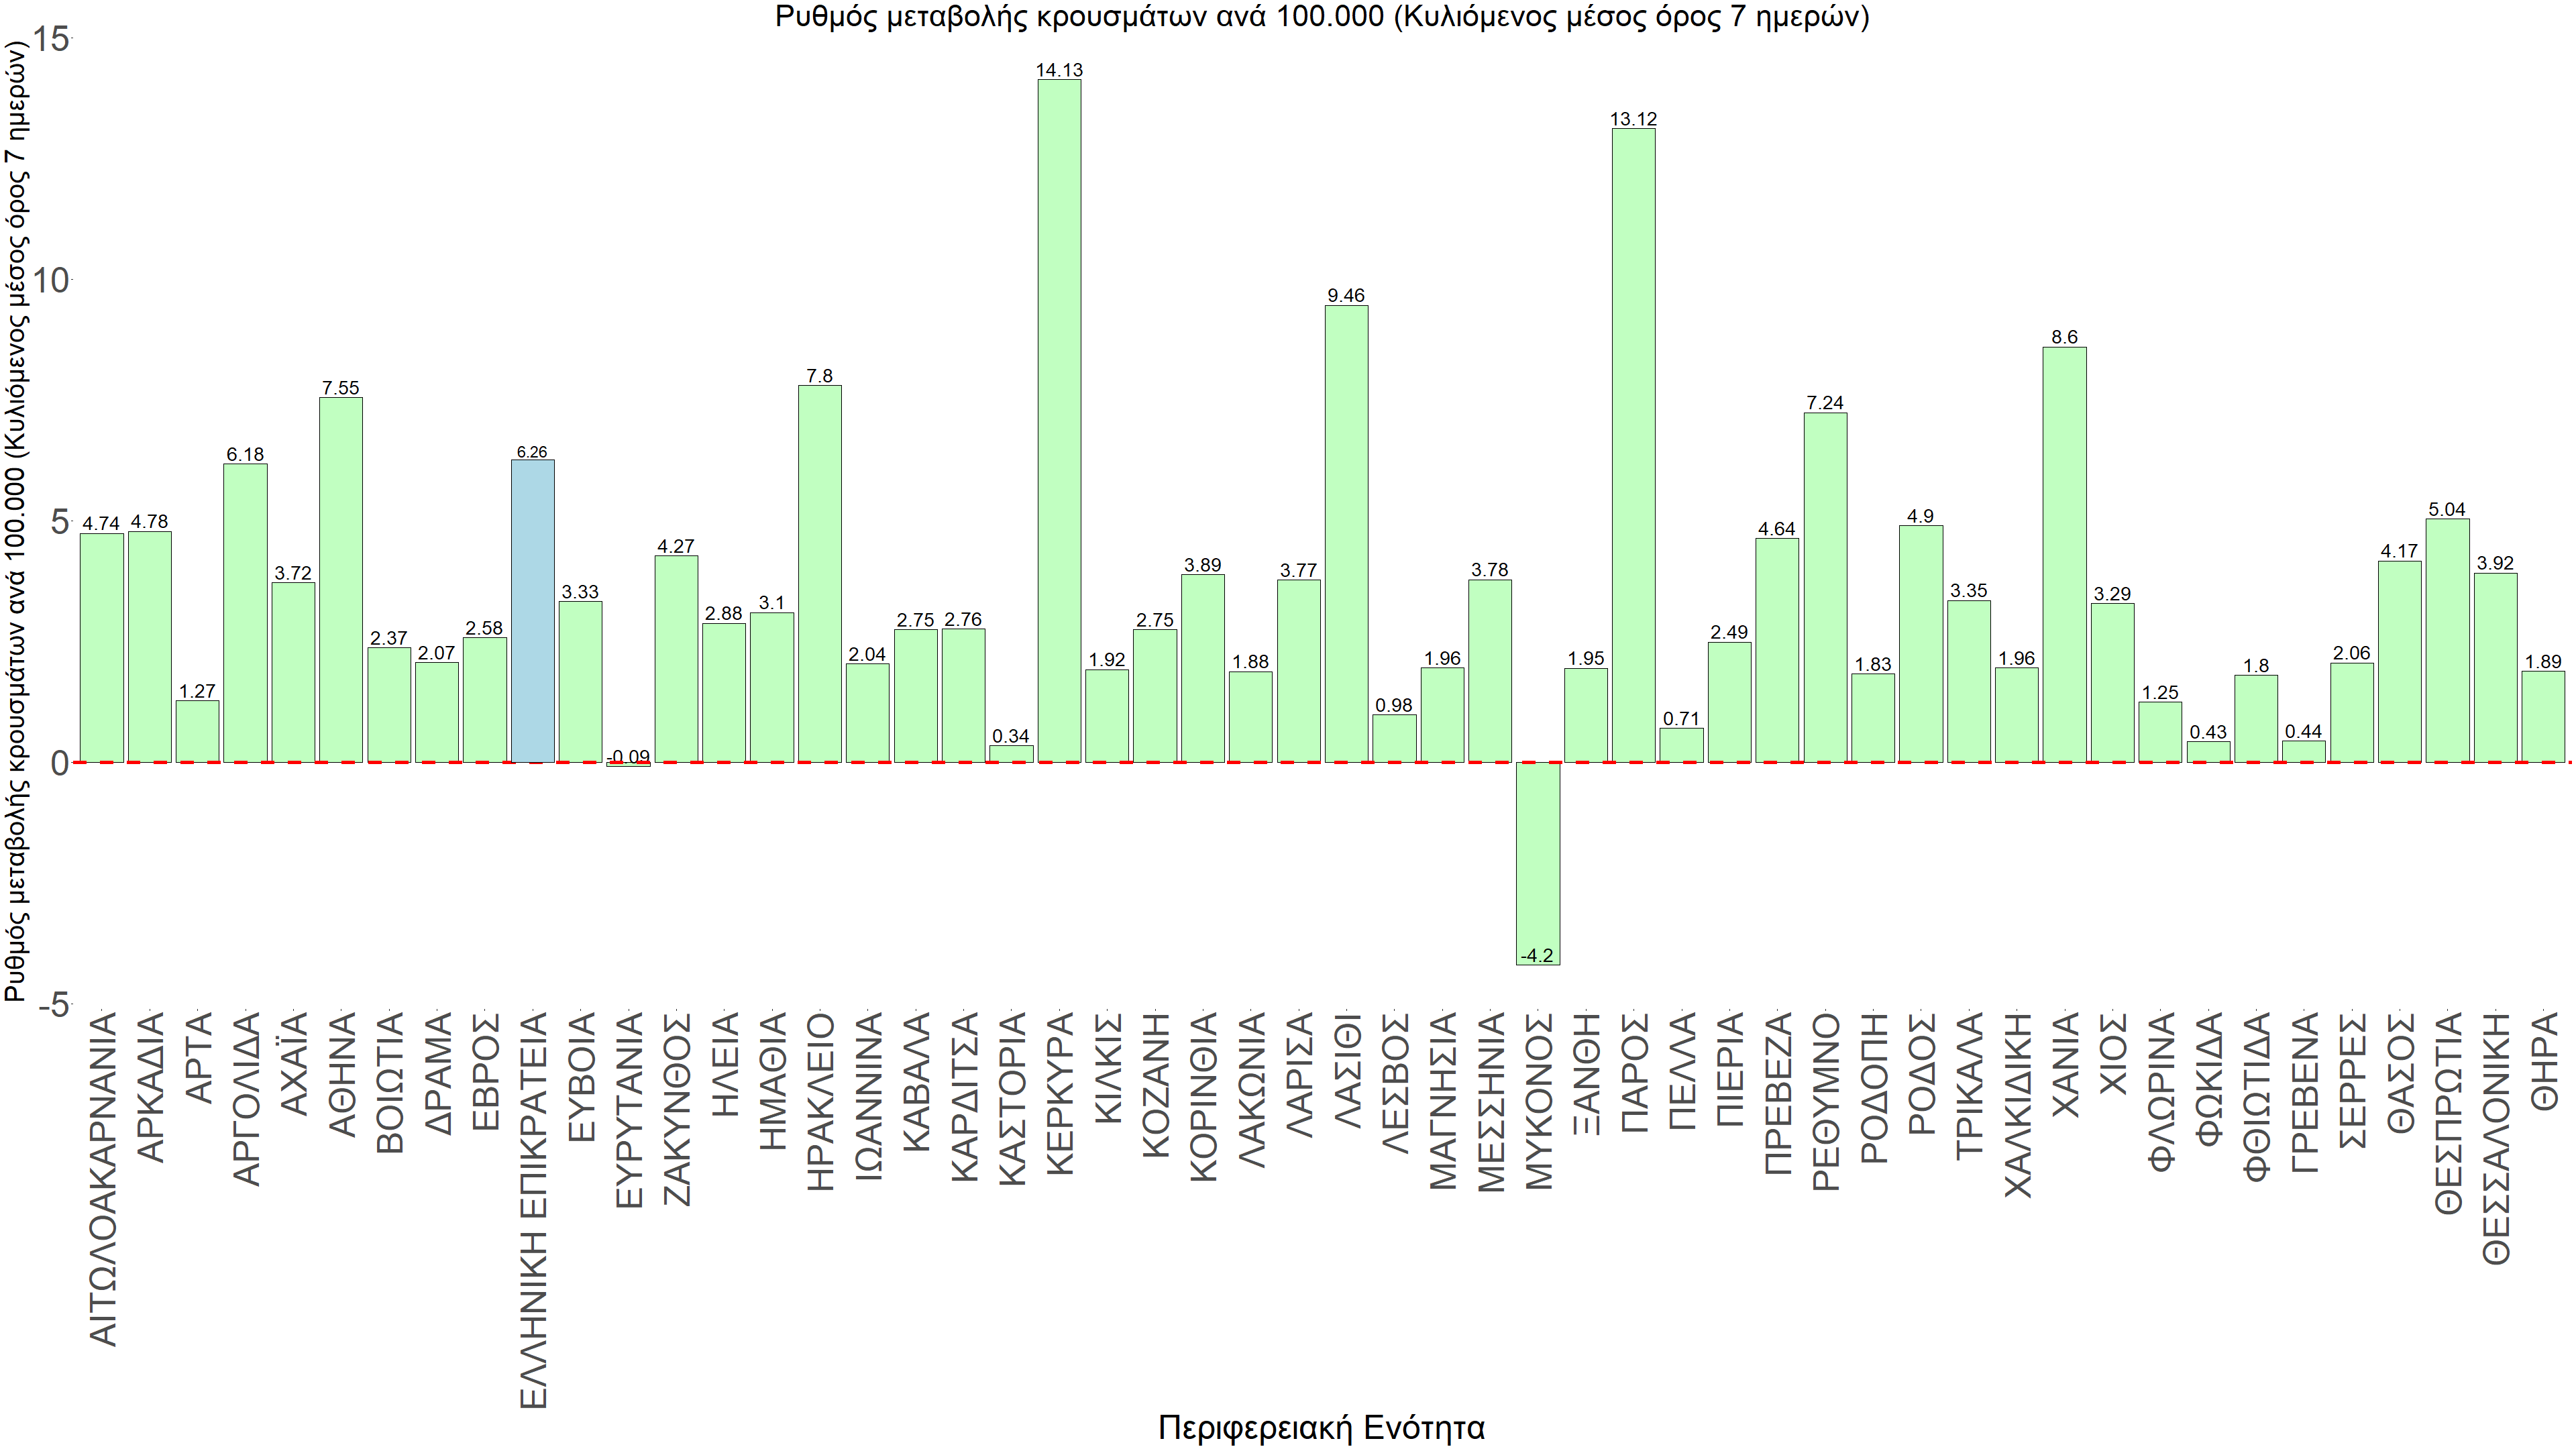 Ρυθμός μεταβολής κρουσμάτων ανά 100.000 (Κυλιόμενος μέσος όρος 7 ημερών)
Ρυθμός μεταβολής κρουσμάτων ανά 100.000 (Κυλιόμενος μέσος όρος 7 ημερών)
15
10
5
0
-5
4.74
4.78
1.27
6.18
3.72
7.55
2.37
2.07
2.58
6.26
3.33
-0.09
4.27
2.88
3.1
7.8
2.04
2.75
2.76
0.34
14.13
1.92
2.75
3.89
1.88
3.77
9.46
0.98
1.96
3.78
-4.2
1.95
13.12
0.71
2.49
4.64
7.24
1.83
4.9
3.35
1.96
8.6
3.29
1.25
0.43
1.8
0.44
2.06
4.17
5.04
3.92
1.89
ΑΙΤΩΛΟΑΚΑΡΝΑΝΙΑ
ΑΡΚΑΔΙΑ
ΑΡΤΑ
ΑΡΓΟΛΙΔΑ
ΑΧΑΪΑ
ΑΘΗΝΑ
ΒΟΙΩΤΙΑ
ΔΡΑΜΑ
ΕΒΡΟΣ
ΕΛΛΗΝΙΚΗ ΕΠΙΚΡΑΤΕΙΑ
ΕΥΒΟΙΑ
ΕΥΡΥΤΑΝΙΑ
ΖΑΚΥΝΘΟΣ
ΗΛΕΙΑ
ΗΜΑΘΙΑ
ΗΡΑΚΛΕΙΟ
ΙΩΑΝΝΙΝΑ
ΚΑΒΑΛΑ
ΚΑΡΔΙΤΣΑ
ΚΑΣΤΟΡΙΑ
ΚΕΡΚΥΡΑ
ΚΙΛΚΙΣ
ΚΟΖΑΝΗ
ΚΟΡΙΝΘΙΑ
ΛΑΚΩΝΙΑ
ΛΑΡΙΣΑ
ΛΑΣΙΘΙ
ΛΕΣΒΟΣ
ΜΑΓΝΗΣΙΑ
ΜΕΣΣΗΝΙΑ
ΜΥΚΟΝΟΣ
ΞΑΝΘΗ
ΠΑΡΟΣ
ΠΕΛΛΑ
ΠΙΕΡΙΑ
ΠΡΕΒΕΖΑ
ΡΕΘΥΜΝΟ
ΡΟΔΟΠΗ
ΡΟΔΟΣ
ΤΡΙΚΑΛΑ
ΧΑΛΚΙΔΙΚΗ
ΧΑΝΙΑ
ΧΙΟΣ
ΦΛΩΡΙΝΑ
ΦΩΚΙΔΑ
ΦΘΙΩΤΙΔΑ
ΓΡΕΒΕΝΑ
ΣΕΡΡΕΣ
ΘΑΣΟΣ
ΘΕΣΠΡΩΤΙΑ
ΘΕΣΣΑΛΟΝΙΚΗ
ΘΗΡΑ
Περιφερειακή Ενότητα